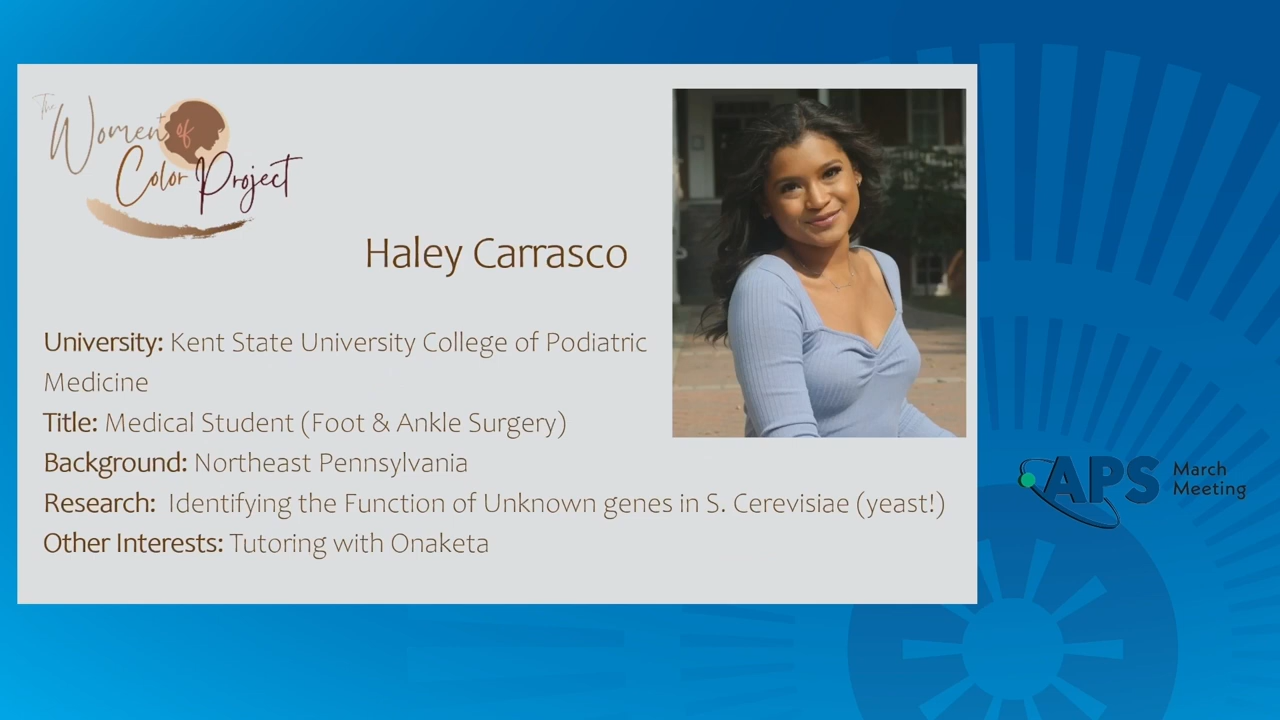 The
Women of
Color Project
Haley Carrasco
University: Kent State University College of Podiatric
Medicine
Title: Medical Student (Foot & Ankle Surgery)
Background: Northeast Pennsylvania
Research: Identifying the Function of Unknown genes in S. Cerevisiae (yeast!)
Other Interests: Tutoring with Onaketa
APS March
Meeting